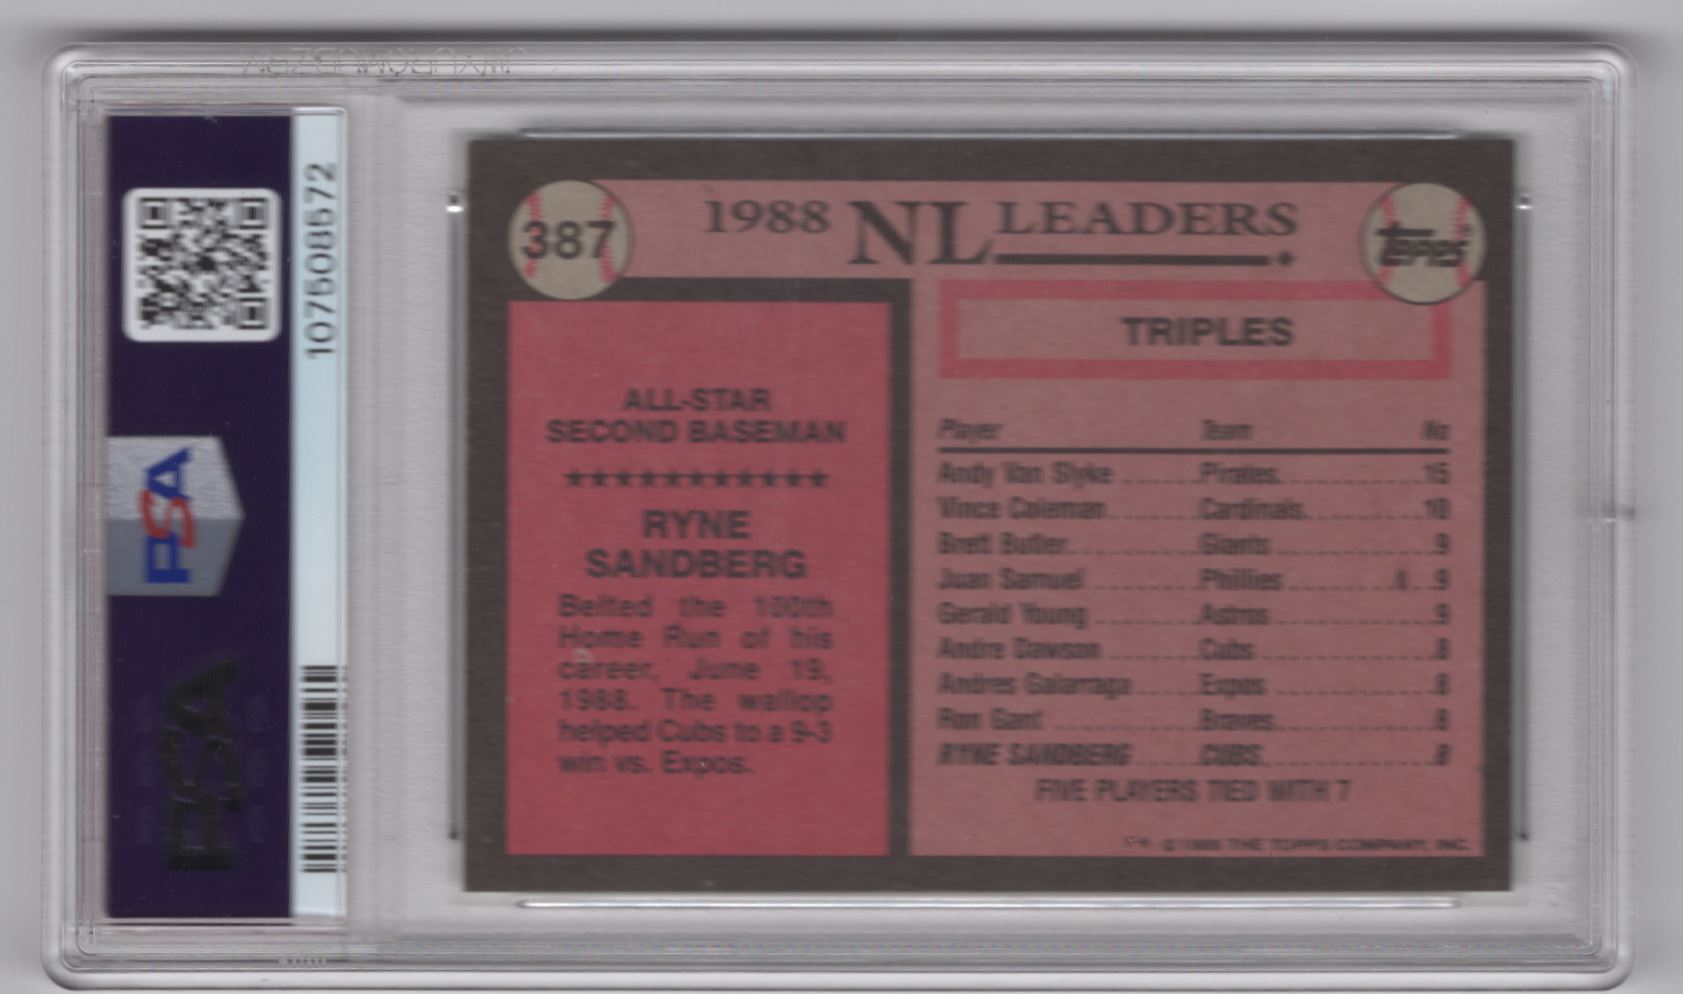 107508572
PSA
PSA
387
1988 NL LEADERS
TOPPS
TRIPLES
ALL-STAR
SECOND BASEMAN
★★★★★★★★★★★
RYNE
SANDBERG
Belted the 100th
Home Run of his
career, June 19,
1988. The wallop
helped Cubs to a 9-3
win vs. Expos.
Player Team No
Andy Van Slyke ...... Pirates ...... 15
Vince Coleman ...... Cardinals ...... 10
Brett Butler ...... Giants ...... 9
Juan Samuel ...... Phillies ...... 9
Gerald Young ...... Astros ...... 9
Andre Dawson ...... Cubs ...... 8
Andres Galarraga ...... Expos ...... 8
Ron Gant ...... Braves ...... 8
RYNE SANDBERG ...... CUBS ...... 8
FIVE PLAYERS TIED WITH 7
© 1989 THE TOPPS COMPANY, INC.